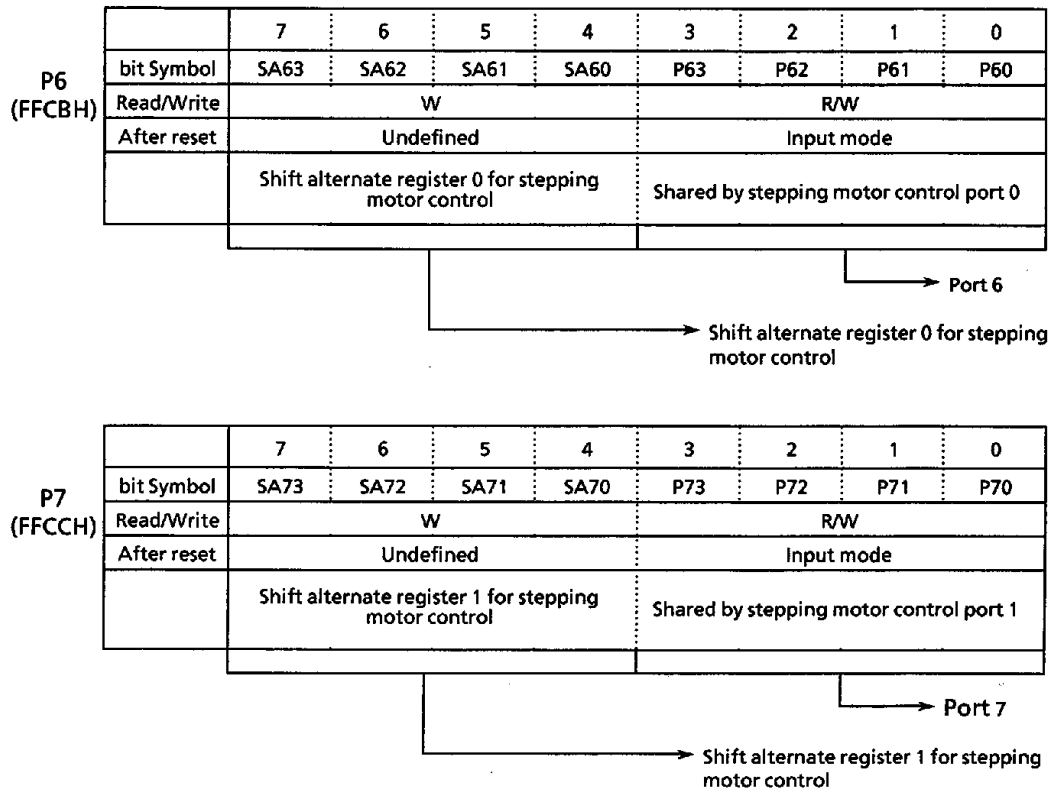 7 6 5 4 3 2 1 0
P6
(FFCBH)
bit Symbol SA63 SA62 SA61 SA60 P63 P62 P61 P60
Read/Write W R/W
After reset Undefined Input mode
Shift alternate register 0 for stepping
motor control
Shared by stepping motor control port 0
Port 6
Shift alternate register 0 for stepping
motor control
7 6 5 4 3 2 1 0
P7
(FFCCH)
bit Symbol SA73 SA72 SA71 SA70 P73 P72 P71 P70
Read/Write W R/W
After reset Undefined Input mode
Shift alternate register 1 for stepping
motor control
Shared by stepping motor control port 1
Port 7
Shift alternate register 1 for stepping
motor control